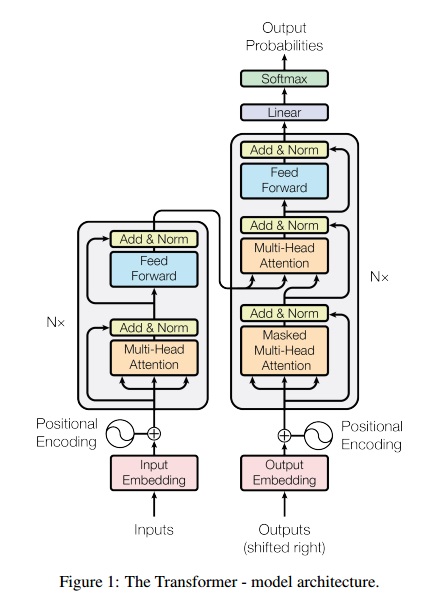 Output
Probabilities
Softmax
Linear
Add & Norm
Feed
Forward
Add & Norm
Multi-Head
Attention
Add & Norm
Masked
Multi-Head
Attention
Nx
Add & Norm
Feed
Forward
Add & Norm
Multi-Head
Attention
Nx
Positional
Encoding
Positional
Encoding
Input
Embedding
Output
Embedding
Inputs
Outputs
(shifted right)
Figure 1: The Transformer - model architecture.